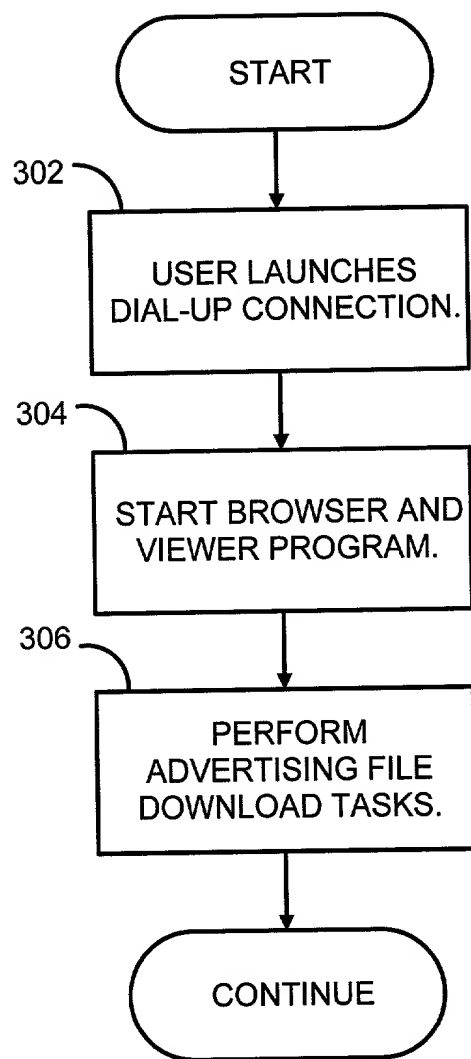 START
302
USER LAUNCHES
DIAL-UP CONNECTION.
304
START BROWSER AND
VIEWER PROGRAM.
306
PERFORM
ADVERTISING FILE
DOWNLOAD TASKS.
CONTINUE